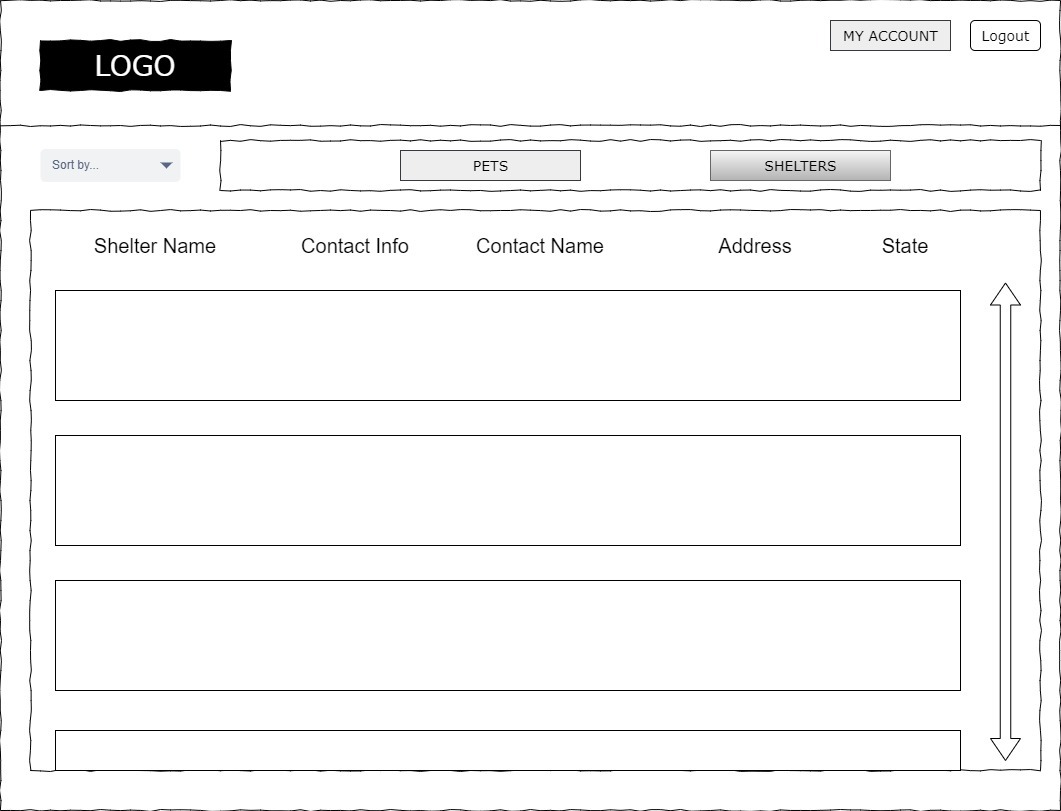 LOGO
MY ACCOUNT
Logout
Sort by...
PETS
SHELTERS
Shelter Name
Contact Info
Contact Name
Address
State